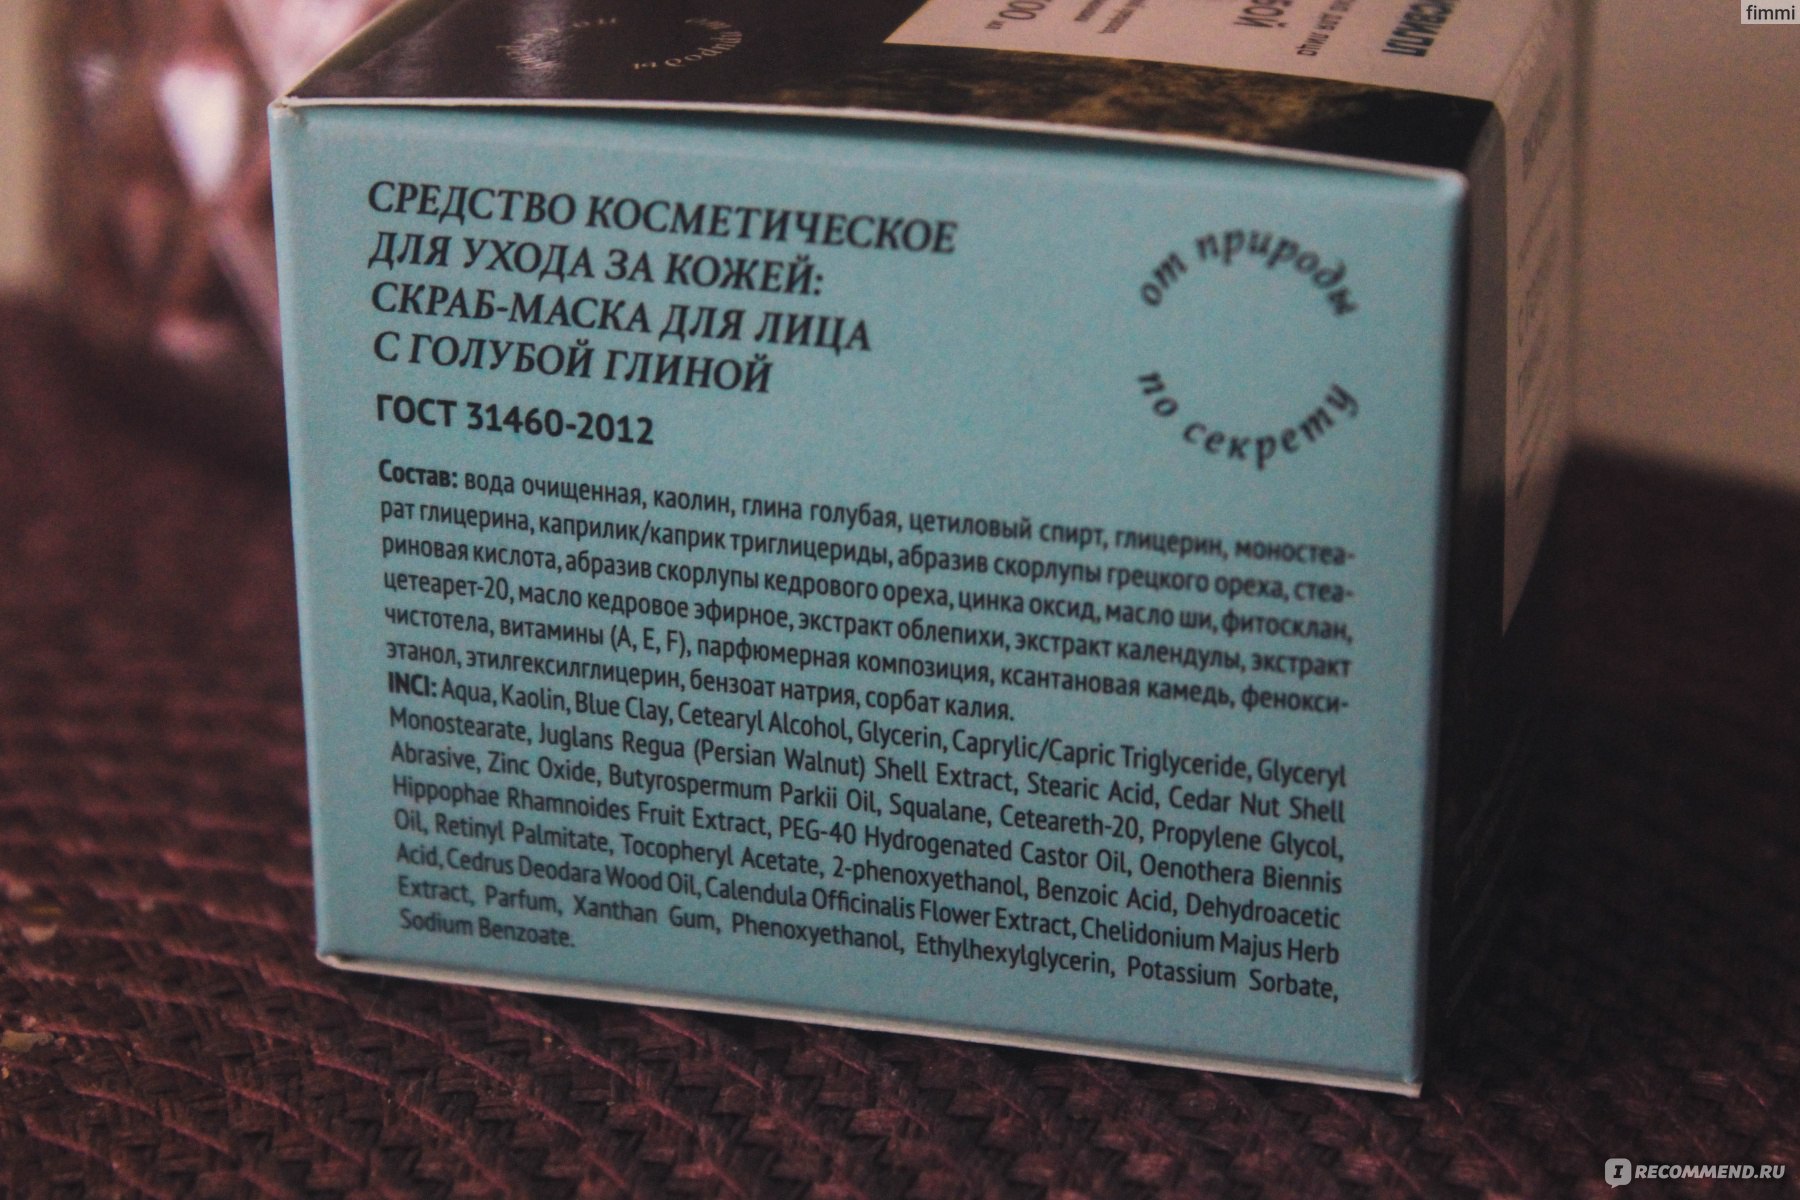 fimmi
100 мл
БОЙ
для лица
СРЕДСТВО КОСМЕТИЧЕСКОЕ
ДЛЯ УХОДА ЗА КОЖЕЙ:
СКРАБ-МАСКА ДЛЯ ЛИЦА
С ГОЛУБОЙ ГЛИНОЙ
ГОСТ 31460-2012
от природы
по секрету
Состав: вода очищенная, каолин, глина голубая, цетиловый спирт, глицерин, моностеа-
рат глицерина, каприлик/каприк триглицериды, абразив скорлупы грецкого ореха, стеа-
риновая кислота, абразив скорлупы кедрового ореха, цинка оксид, масло ши, фитосклан,
цетеарет-20, масло кедровое эфирное, экстракт облепихи, экстракт календулы, экстракт
чистотела, витамины (A, E, F), парфюмерная композиция, ксантановая камедь, фенокси-
этанол, этилгексилглицерин, бензоат натрия, сорбат калия.
INCI: Aqua, Kaolin, Blue Clay, Cetearyl Alcohol, Glycerin, Caprylic/Capric Triglyceride, Glyceryl
Monostearate, Juglans Regua (Persian Walnut) Shell Extract, Stearic Acid, Cedar Nut Shell
Abrasive, Zinc Oxide, Butyrospermum Parkii Oil, Squalane, Ceteareth-20, Propylene Glycol,
Hippophae Rhamnoides Fruit Extract, PEG-40 Hydrogenated Castor Oil, Oenothera Biennis
Oil, Retinyl Palmitate, Tocopheryl Acetate, 2-phenoxyethanol, Benzoic Acid, Dehydroacetic
Acid, Cedrus Deodara Wood Oil, Calendula Officinalis Flower Extract, Chelidonium Majus Herb
Extract, Parfum, Xanthan Gum, Phenoxyethanol, Ethylhexylglycerin, Potassium Sorbate,
Sodium Benzoate.
I RECOMMEND.RU